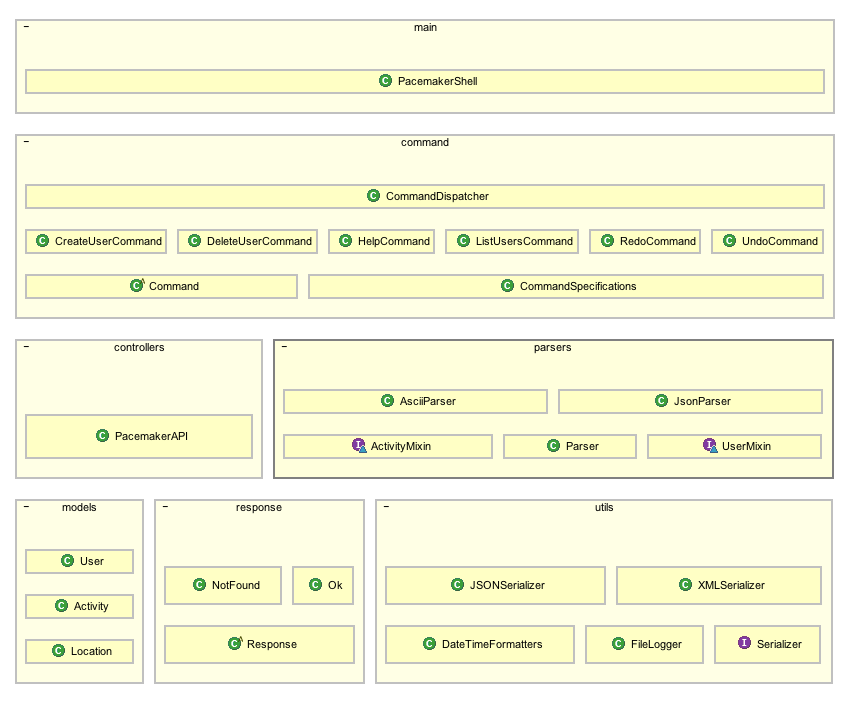 main
PacemakerShell
command
CommandDispatcher
CreateUserCommand DeleteUserCommand HelpCommand ListUsersCommand RedoCommand UndoCommand
Command CommandSpecifications
controllers
PacemakerAPI
parsers
AsciiParser JsonParser
ActivityMixin Parser UserMixin
models
User
Activity
Location
response
NotFound Ok
Response
utils
JSONSerializer XMLSerializer
DateTimeFormatters FileLogger Serializer